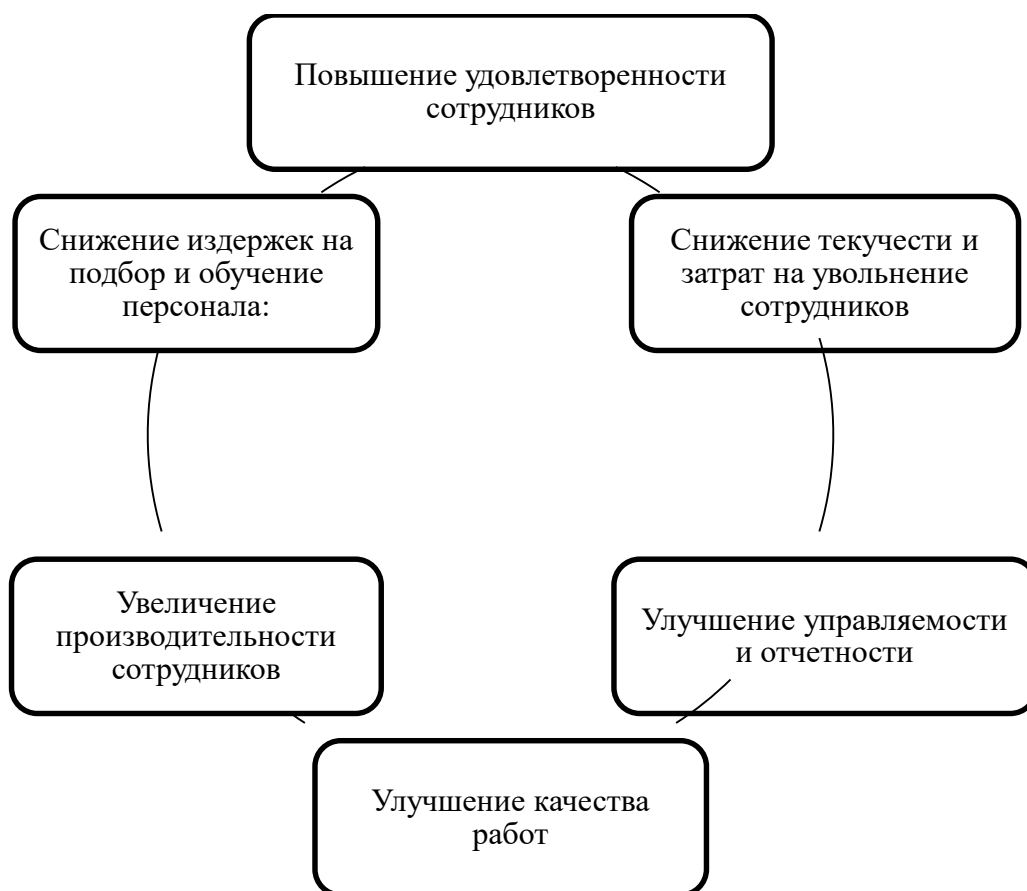 Повышение удовлетворенности
сотрудников
Снижение издержек на
подбор и обучение
персонала:
Снижение текучести и
затрат на увольнение
сотрудников
Увеличение
производительности
сотрудников
Улучшение управляемости
и отчетности
Улучшение качества
работ